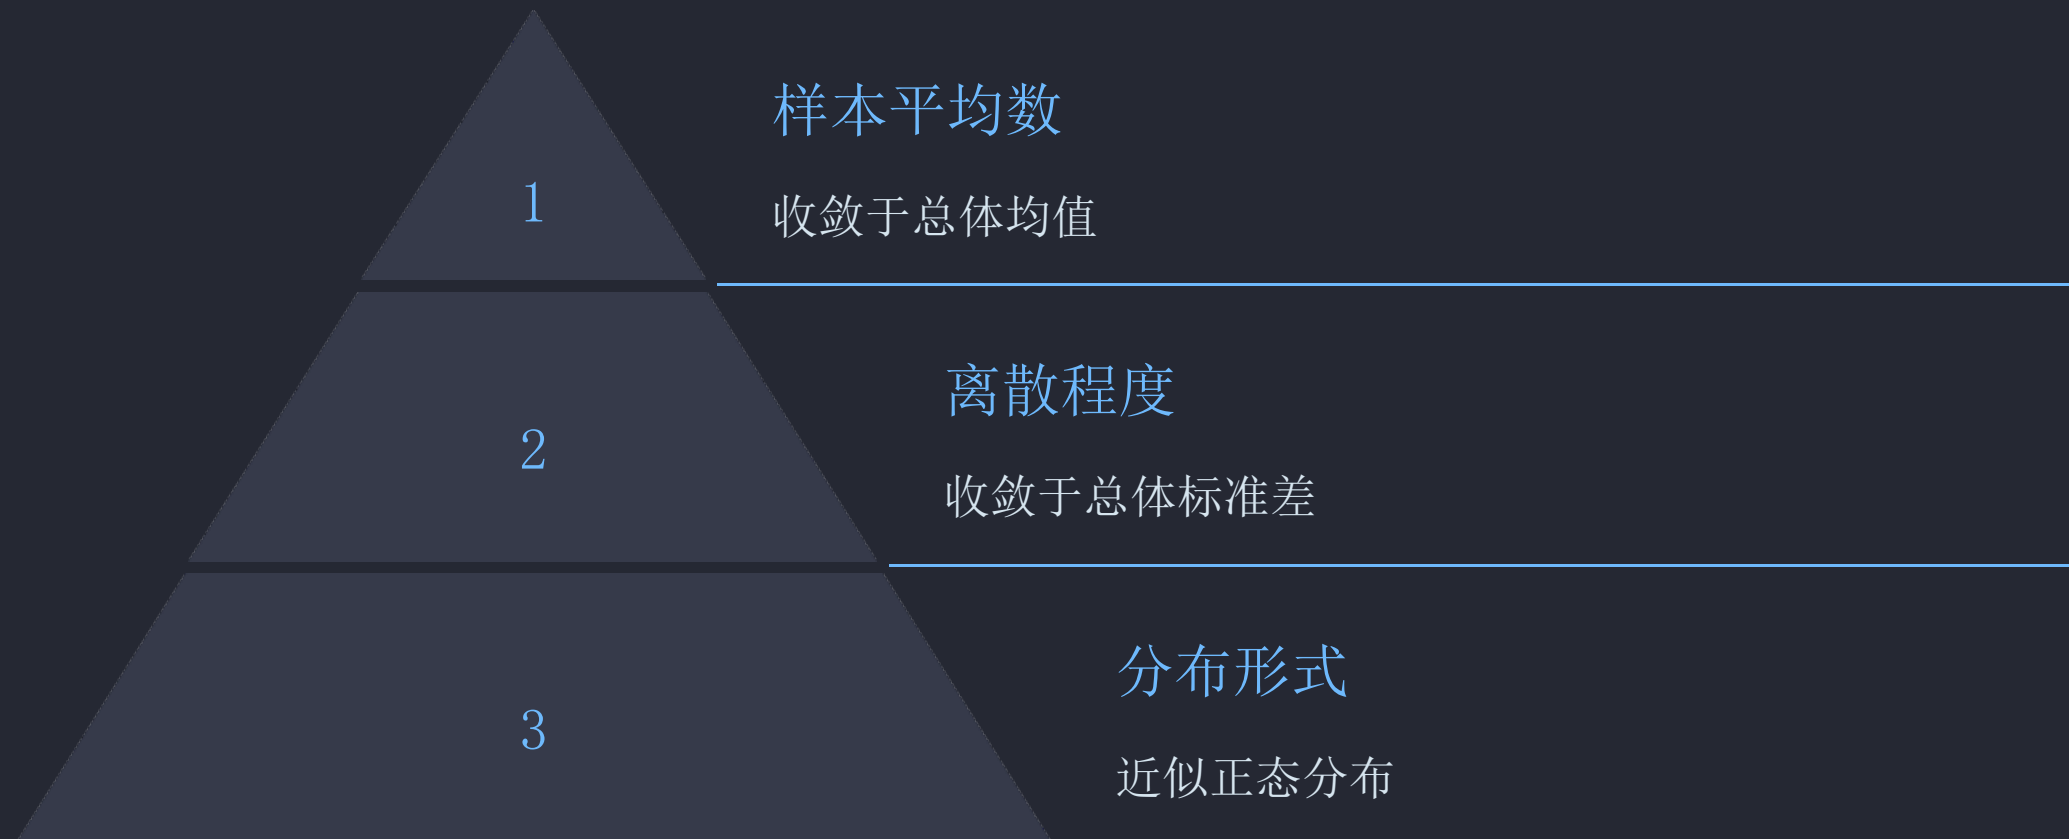 1
样本平均数
收敛于总体均值
2
离散程度
收敛于总体标准差
3
分布形式
近似正态分布